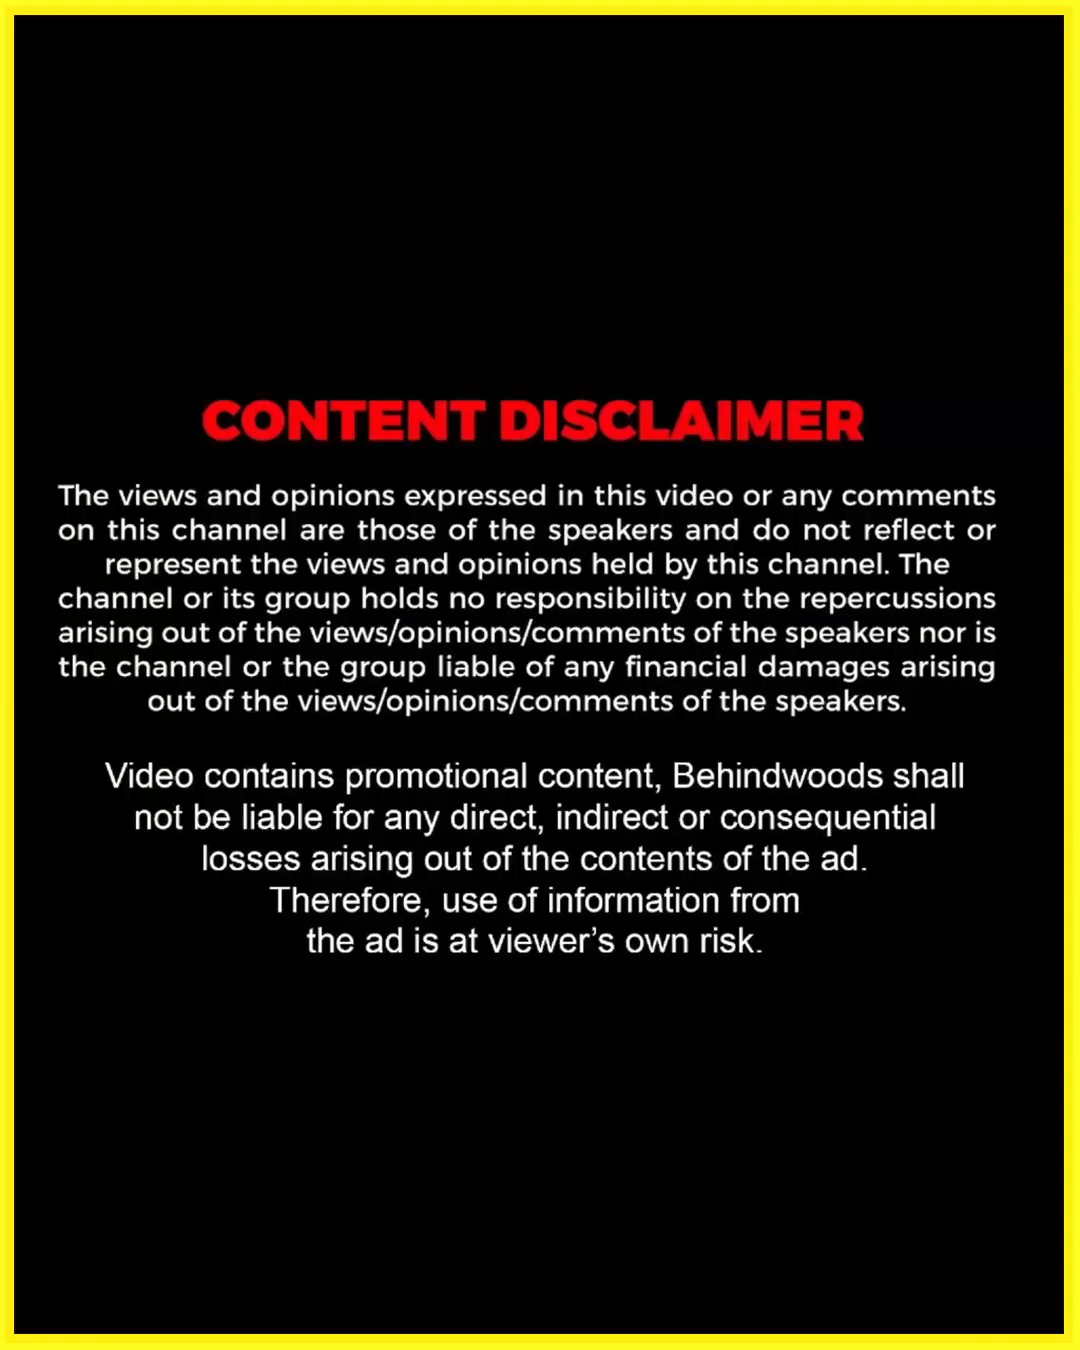 CONTENT DISCLAIMER
The views and opinions expressed in this video or any comments
on this channel are those of the speakers and do not reflect or
represent the views and opinions held by this channel. The
channel or its group holds no responsibility on the repercussions
arising out of the views/opinions/comments of the speakers nor is
the channel or the group liable of any financial damages arising
out of the views/opinions/comments of the speakers.
Video contains promotional content, Behindwoods shall
not be liable for any direct, indirect or consequential
losses arising out of the contents of the ad.
Therefore, use of information from
the ad is at viewer’s own risk.